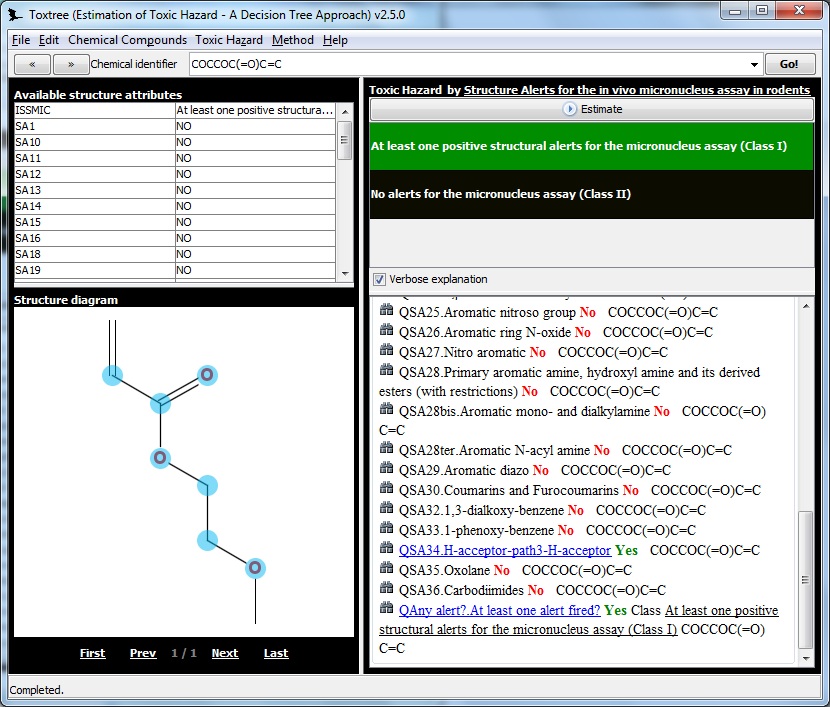 Toxtree (Estimation of Toxic Hazard - A Decision Tree Approach) v2.5.0
File Edit Chemical Compounds Toxic Hazard Method Help
« » Chemical identifier COCCOC(=O)C=C Go!
Available structure attributes
ISSMIC At least one positive structura...
SA1 NO
SA10 NO
SA11 NO
SA12 NO
SA13 NO
SA14 NO
SA15 NO
SA16 NO
SA18 NO
SA19 NO
Structure diagram
O
O
O
First Prev 1 / 1 Next Last
Toxic Hazard by Structure Alerts for the in vivo micronucleus assay in rodents
Estimate
At least one positive structural alerts for the micronucleus assay (Class I)
No alerts for the micronucleus assay (Class II)
Verbose explanation
QSA25.Aromatic nitroso group No COCCOC(=O)C=C
QSA26.Aromatic ring N-oxide No COCCOC(=O)C=C
QSA27.Nitro aromatic No COCCOC(=O)C=C
QSA28.Primary aromatic amine, hydroxyl amine and its derived
esters (with restrictions) No COCCOC(=O)C=C
QSA28bis.Aromatic mono- and dialkylamine No COCCOC(=O)
C=C
QSA28ter.Aromatic N-acyl amine No COCCOC(=O)C=C
QSA29.Aromatic diazo No COCCOC(=O)C=C
QSA30.Coumarins and Furocoumarins No COCCOC(=O)C=C
QSA32.1,3-dialkoxy-benzene No COCCOC(=O)C=C
QSA33.1-phenoxy-benzene No COCCOC(=O)C=C
QSA34.H-acceptor-path3-H-acceptor Yes COCCOC(=O)C=C
QSA35.Oxolane No COCCOC(=O)C=C
QSA36.Carbodiimides No COCCOC(=O)C=C
QAny alert?.At least one alert fired? Yes Class At least one positive
structural alerts for the micronucleus assay (Class I) COCCOC(=O)
C=C
Completed.